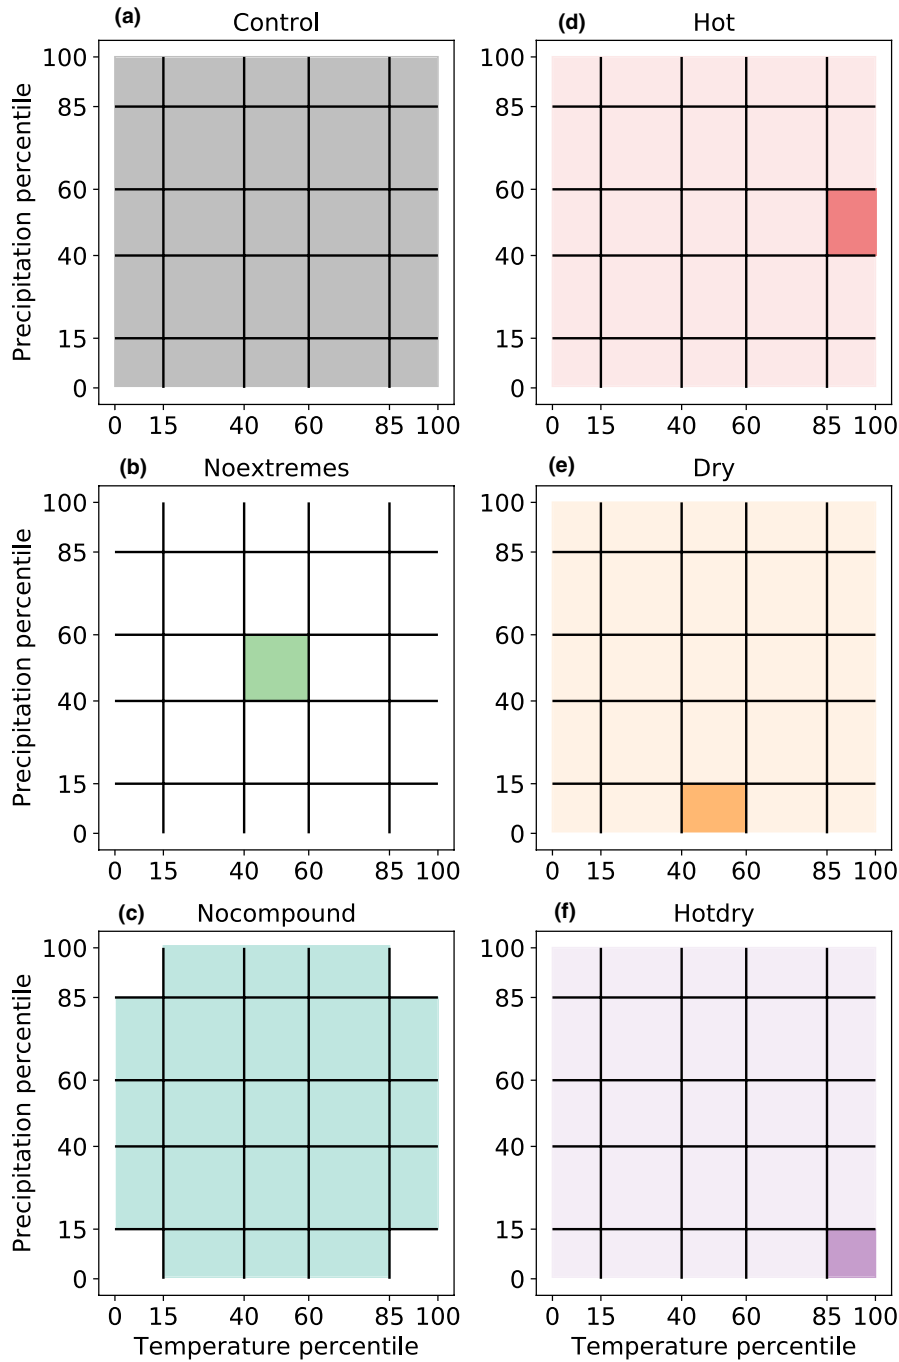 (a) Control
Precipitation percentile
100
85
60
40
15
0
0 15 40 60 85 100
(d) Hot
100
85
60
40
15
0
0 15 40 60 85 100
(b) Noextremes
Precipitation percentile
100
85
60
40
15
0
0 15 40 60 85 100
(e) Dry
100
85
60
40
15
0
0 15 40 60 85 100
(c) Nocompound
Precipitation percentile
100
85
60
40
15
0
0 15 40 60 85 100
Temperature percentile
(f) Hotdry
100
85
60
40
15
0
0 15 40 60 85 100
Temperature percentile